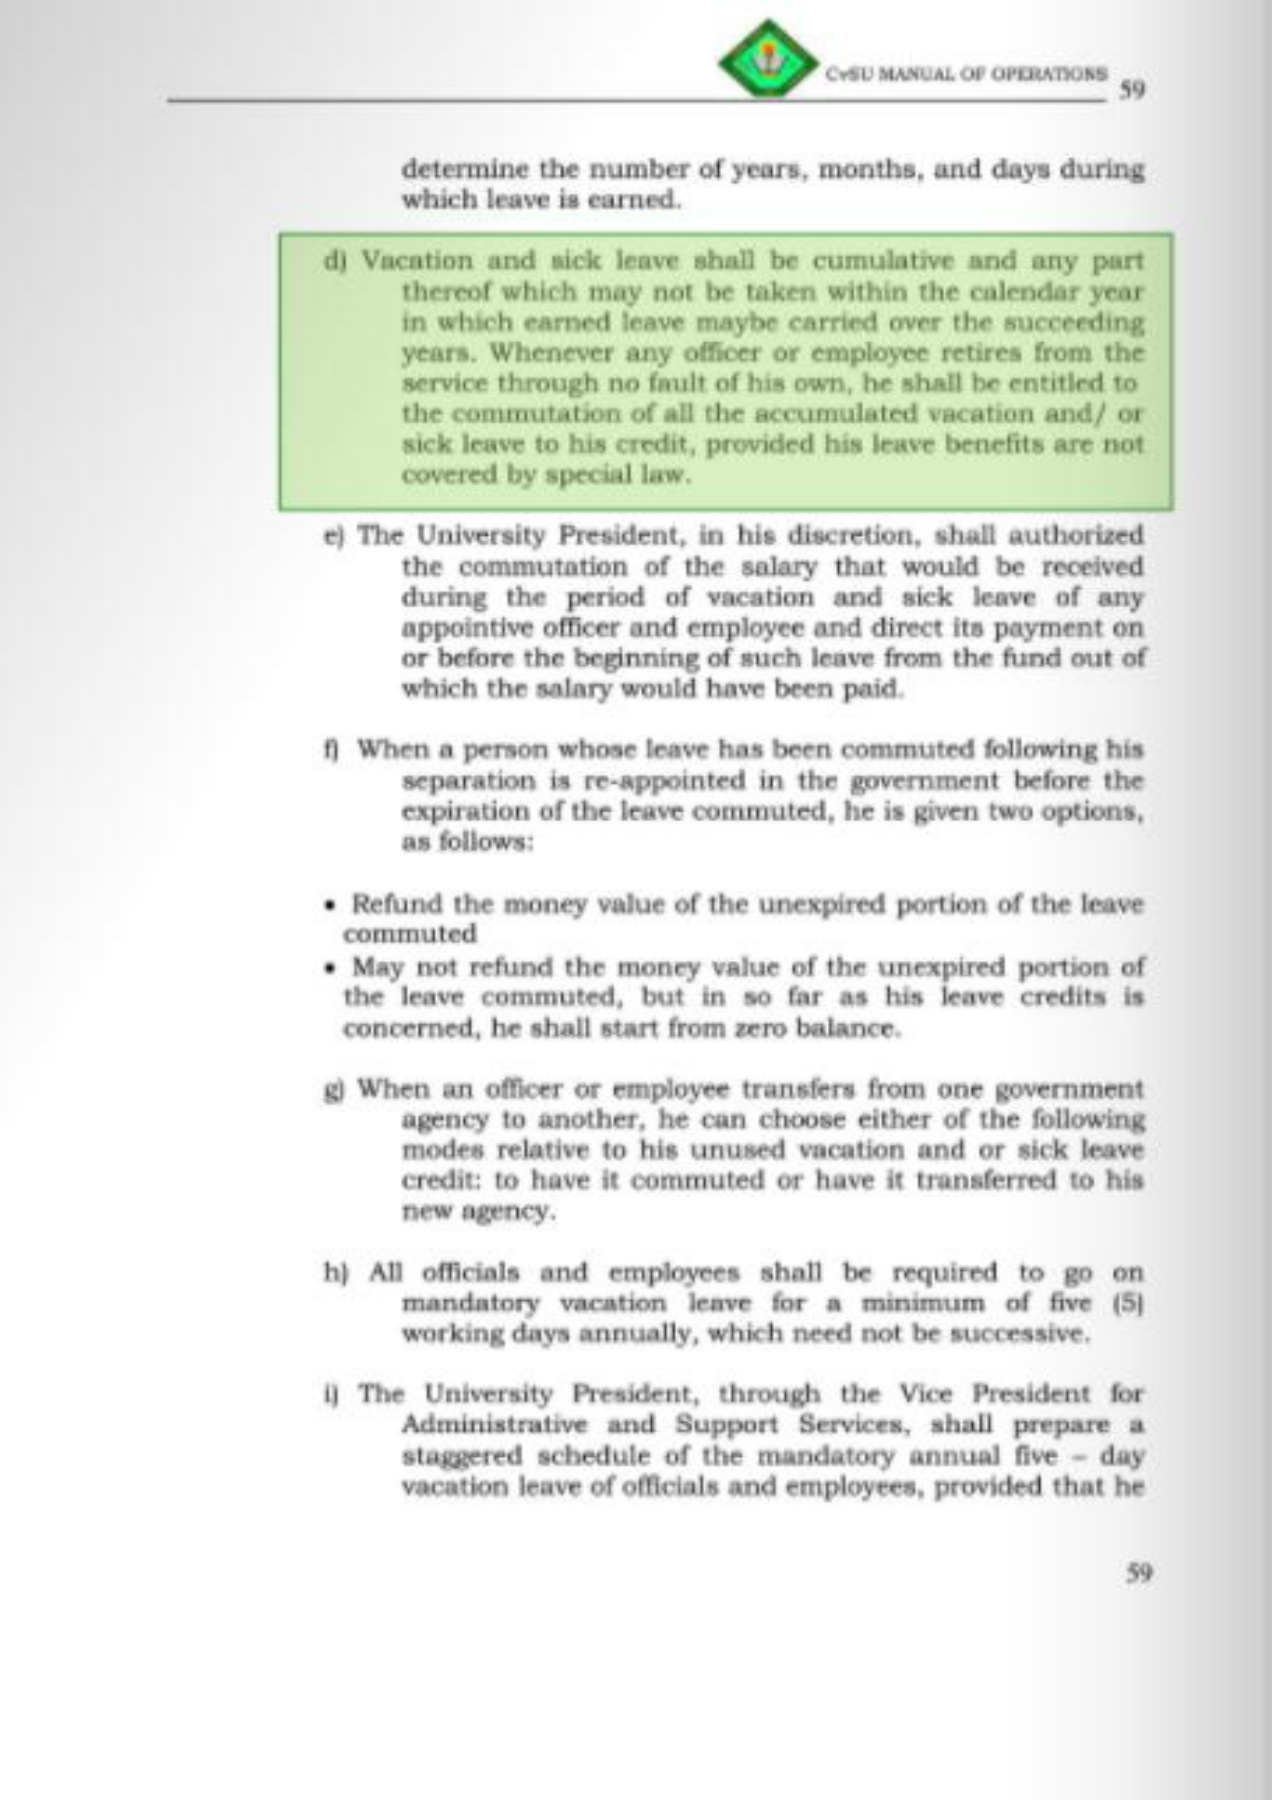 CvSU MANUAL OF OPERATIONS
59
determine the number of years, months, and days during
which leave is earned.
d) Vacation and sick leave shall be cumulative and any part
thereof which may not be taken within the calendar year
in which earned leave maybe carried over the succeeding
years. Whenever any officer or employee retires from the
service through no fault of his own, he shall be entitled to
the commutation of all the accumulated vacation and/ or
sick leave to his credit, provided his leave benefits are not
covered by special law.
e) The University President, in his discretion, shall authorized
the commutation of the salary that would be received
during the period of vacation and sick leave of any
appointive officer and employee and direct its payment on
or before the beginning of such leave from the fund out of
which the salary would have been paid.
f) When a person whose leave has been commuted following his
separation is re-appointed in the government before the
expiration of the leave commuted, he is given two options,
as follows:
• Refund the money value of the unexpired portion of the leave
commuted
• May not refund the money value of the unexpired portion of
the leave commuted, but in so far as his leave credits is
concerned, he shall start from zero balance.
g) When an officer or employee transfers from one government
agency to another, he can choose either of the following
modes relative to his unused vacation and or sick leave
credit: to have it commuted or have it transferred to his
new agency.
h) All officials and employees shall be required to go on
mandatory vacation leave for a minimum of five (5)
working days annually, which need not be successive.
i) The University President, through the Vice President for
Administrative and Support Services, shall prepare a
staggered schedule of the mandatory annual five – day
vacation leave of officials and employees, provided that he
59